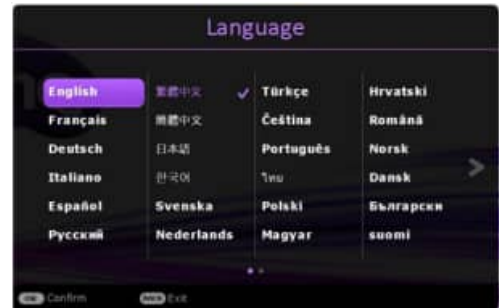 Language
English 繁體中文 Türkçe Hrvatski
Français 簡體中文 Čeština Română
Deutsch 日本語 Português Norsk
Italiano 한국어 ไทย Dansk
Español Svenska Polski Български
Русский Nederlands Magyar suomi
Confirm Exit